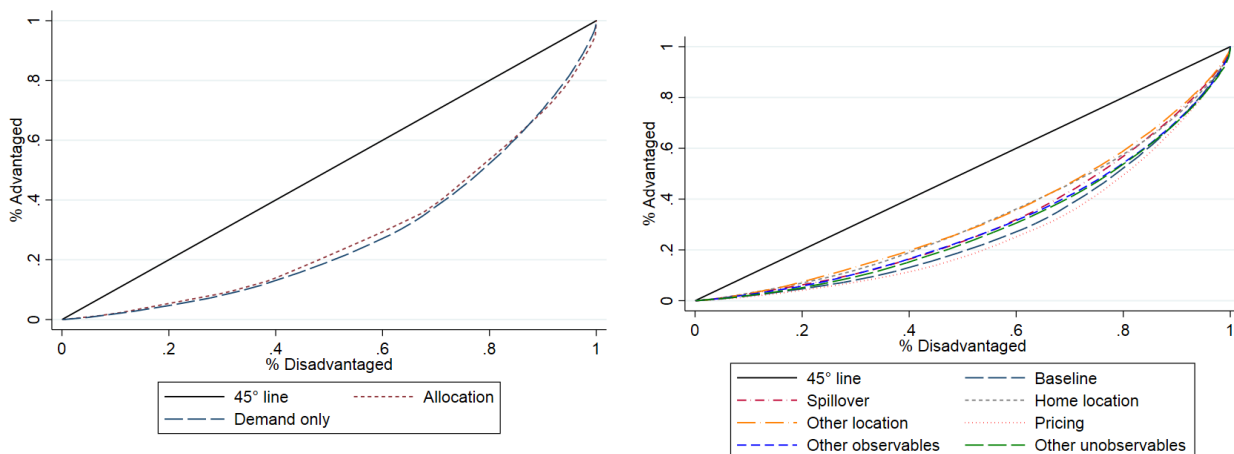 % Advantaged
1
.8
.6
.4
.2
0
0 .2 .4 .6 .8 1
% Disadvantaged
45° line Allocation
Demand only
% Advantaged
1
.8
.6
.4
.2
0
0 .2 .4 .6 .8 1
% Disadvantaged
45° line Baseline
Spillover Home location
Other location Pricing
Other observables Other unobservables